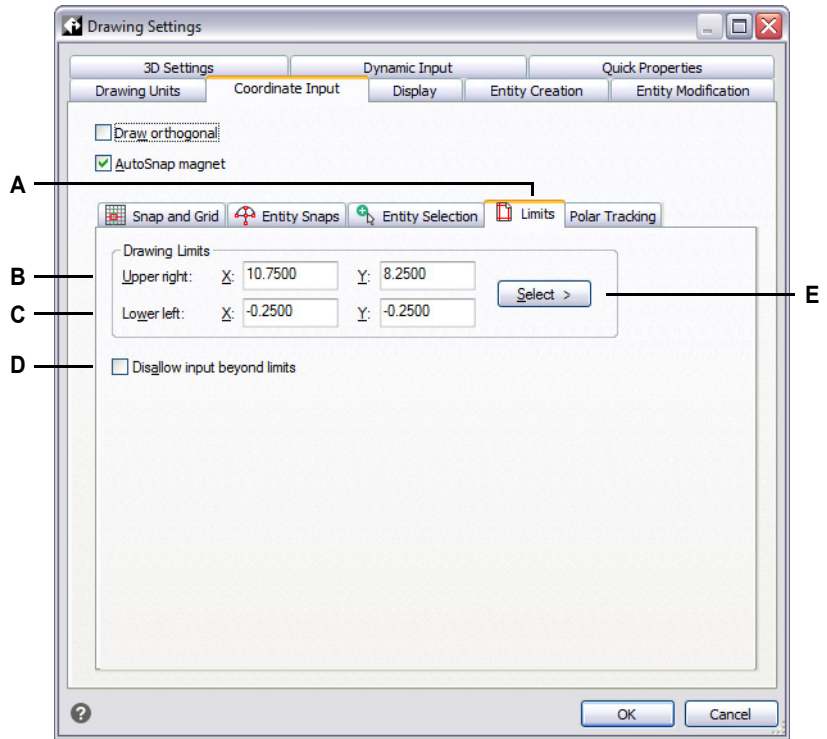 Drawing Settings
3D Settings Dynamic Input Quick Properties
Drawing Units Coordinate Input Display Entity Creation Entity Modification
Draw orthogonal
AutoSnap magnet
A
Snap and Grid Entity Snaps Entity Selection Limits Polar Tracking
Drawing Limits
B Upper right: X: 10.7500 Y: 8.2500
Select > E
C Lower left: X: -0.2500 Y: -0.2500
D Disallow input beyond limits
? OK Cancel